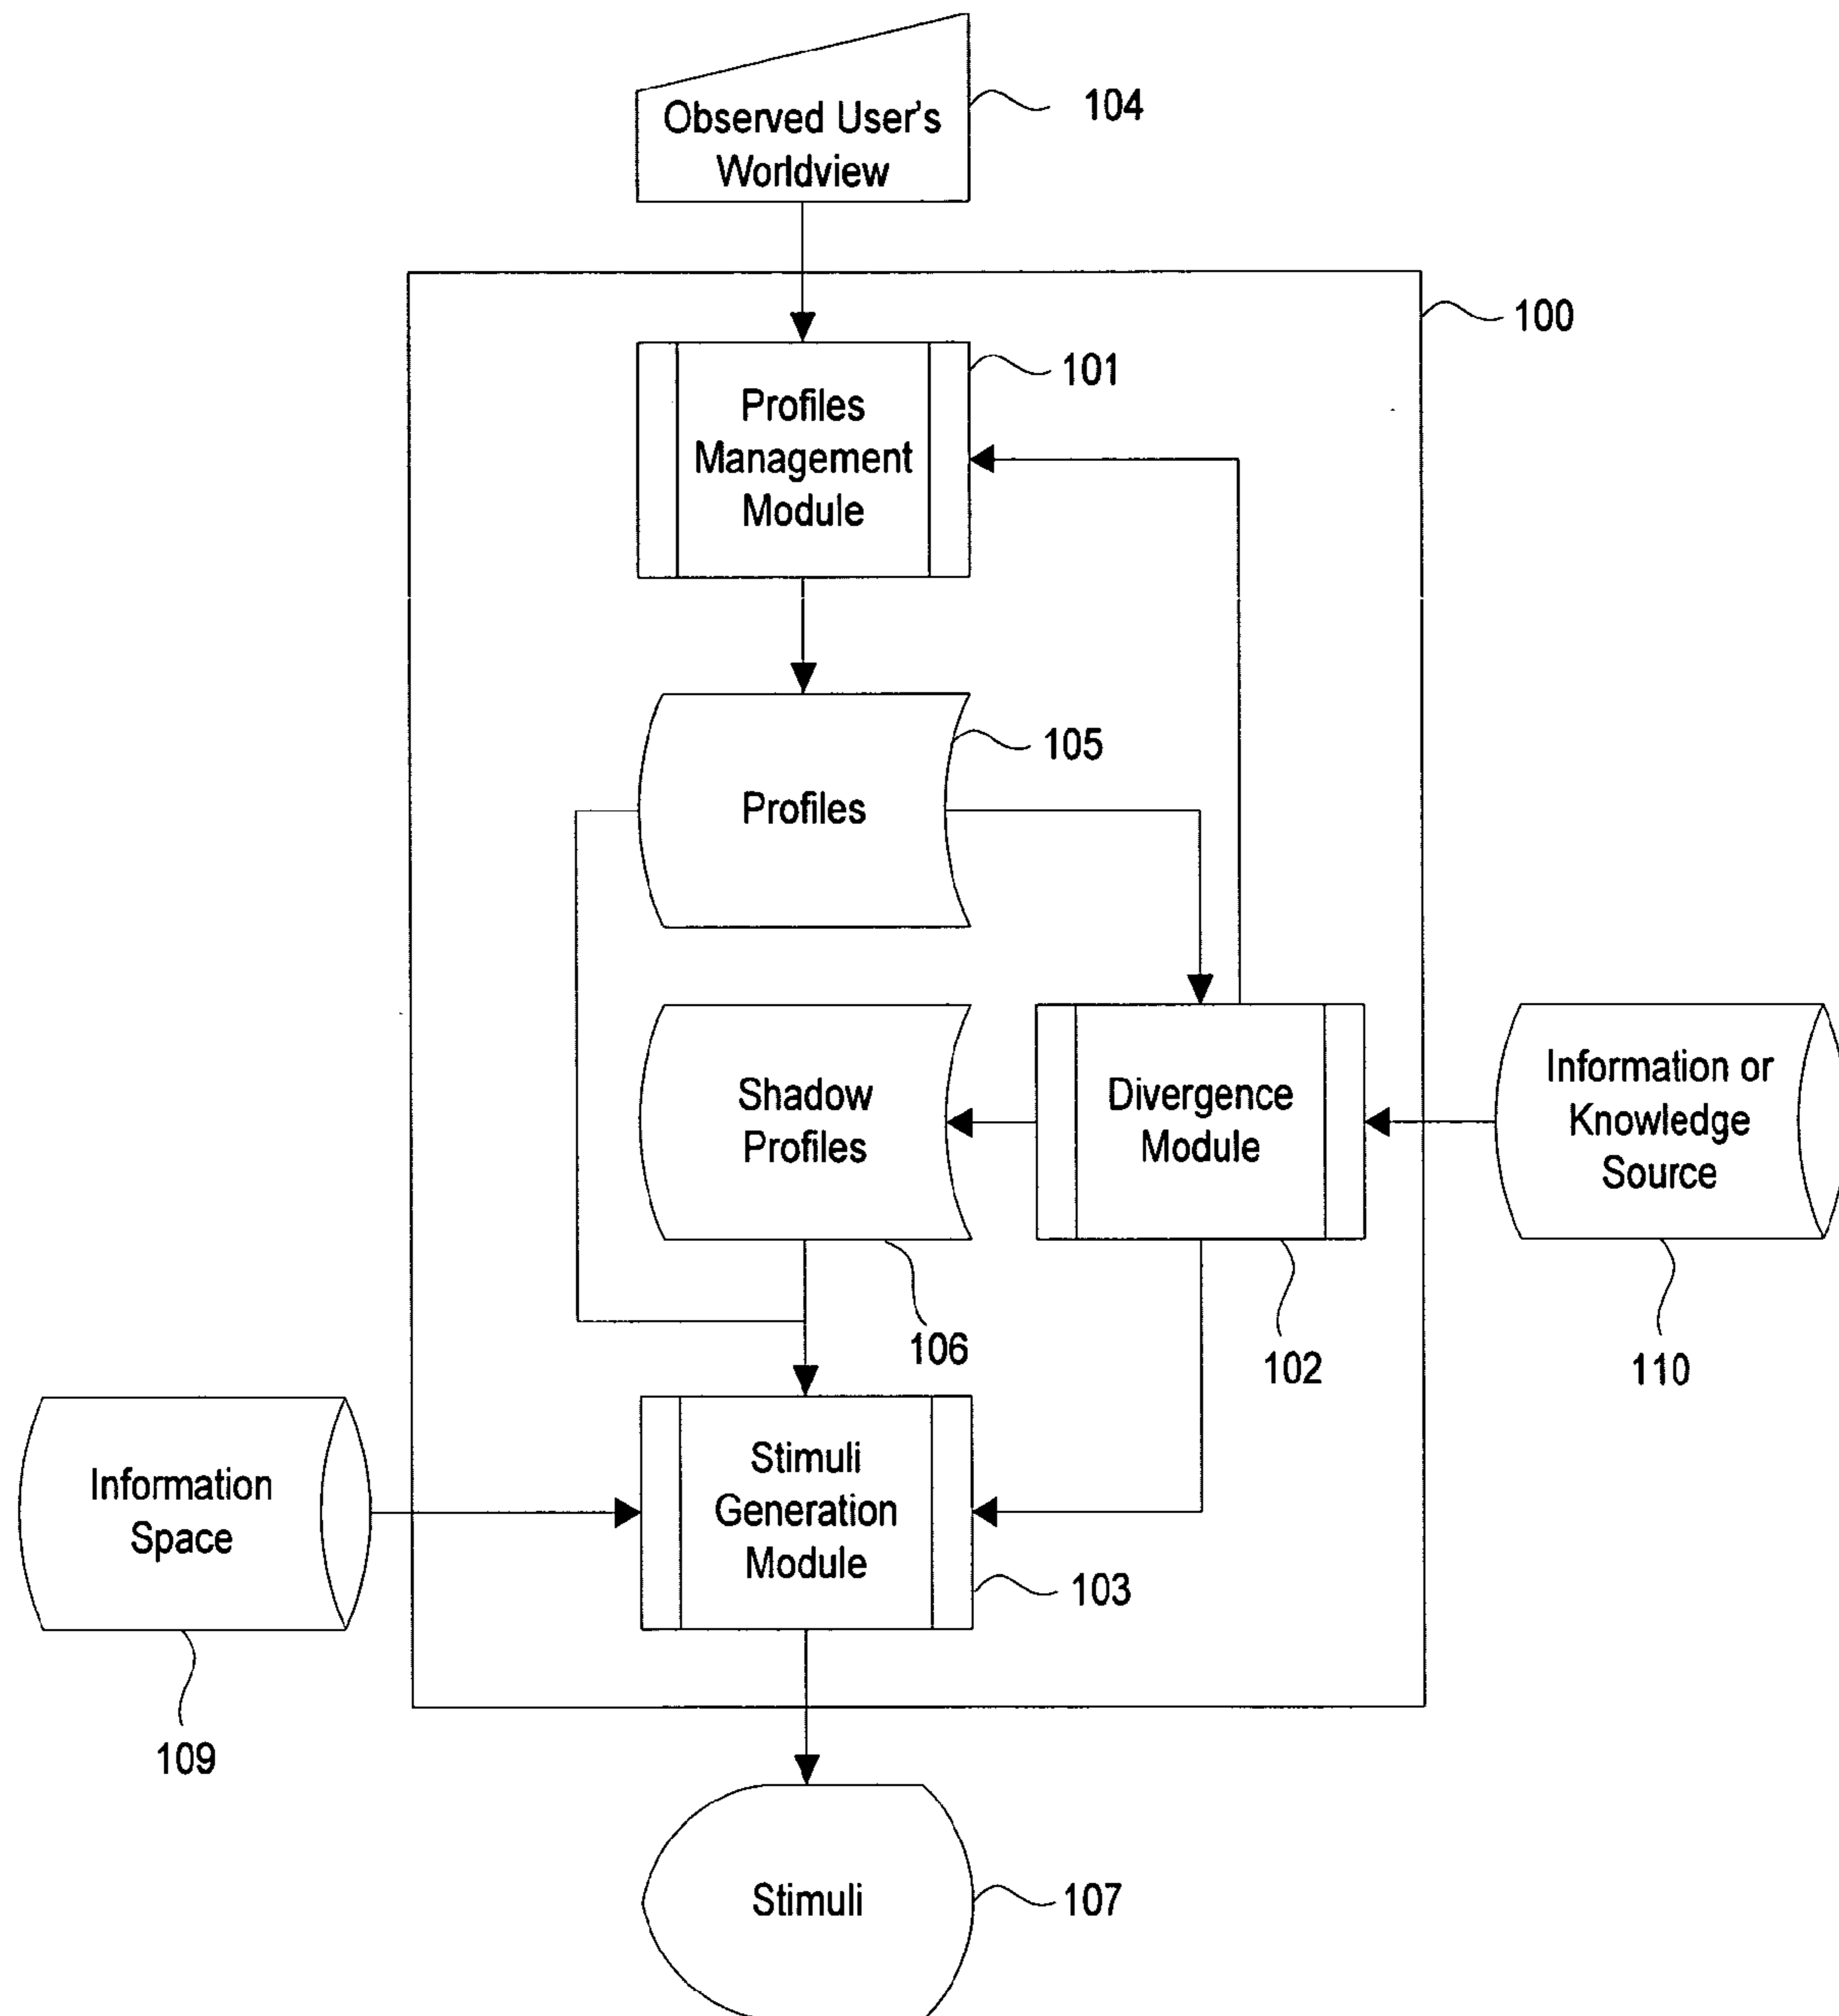 Observed User's
Worldview
104
100
101
Profiles
Management
Module
105
Profiles
Shadow
Profiles
Divergence
Module
Information or
Knowledge
Source
106
102
110
Information
Space
Stimuli
Generation
Module
103
109
Stimuli
107